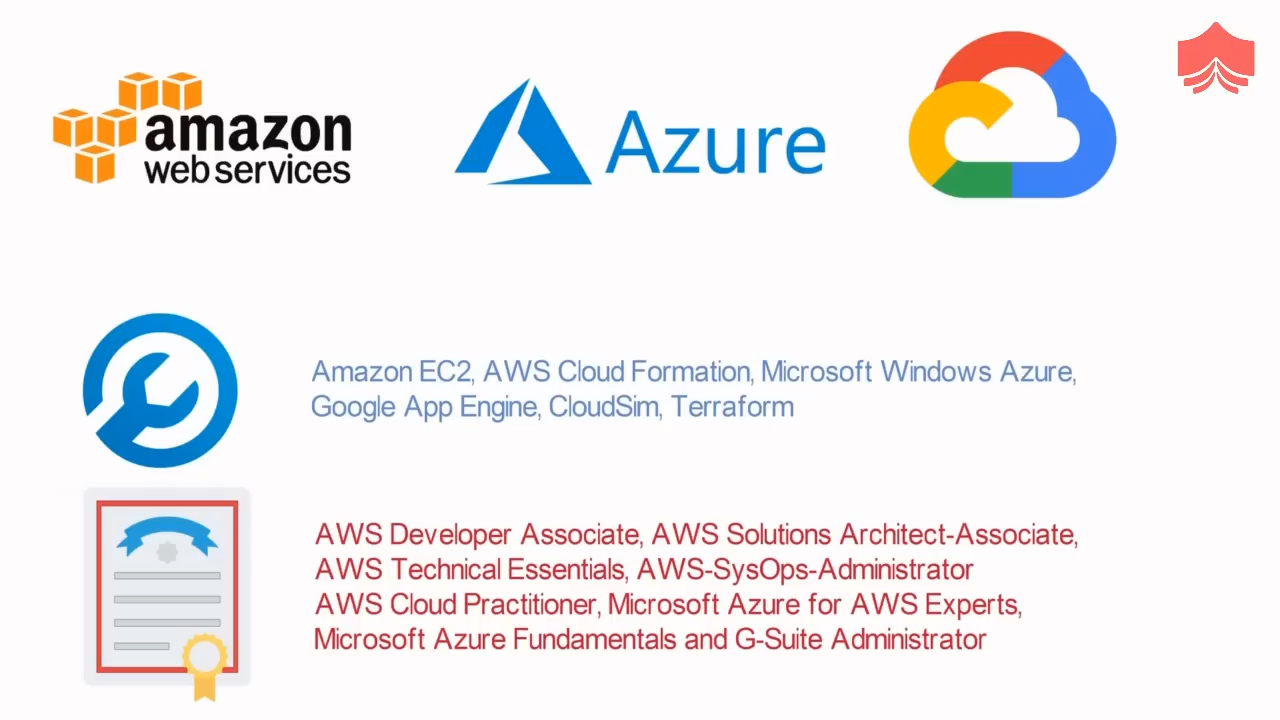 amazon
web services
Azure
Amazon EC2, AWS Cloud Formation, Microsoft Windows Azure,
Google App Engine, CloudSim, Terraform
AWS Developer Associate, AWS Solutions Architect-Associate,
AWS Technical Essentials, AWS-SysOps-Administrator
AWS Cloud Practitioner, Microsoft Azure for AWS Experts,
Microsoft Azure Fundamentals and G-Suite Administrator